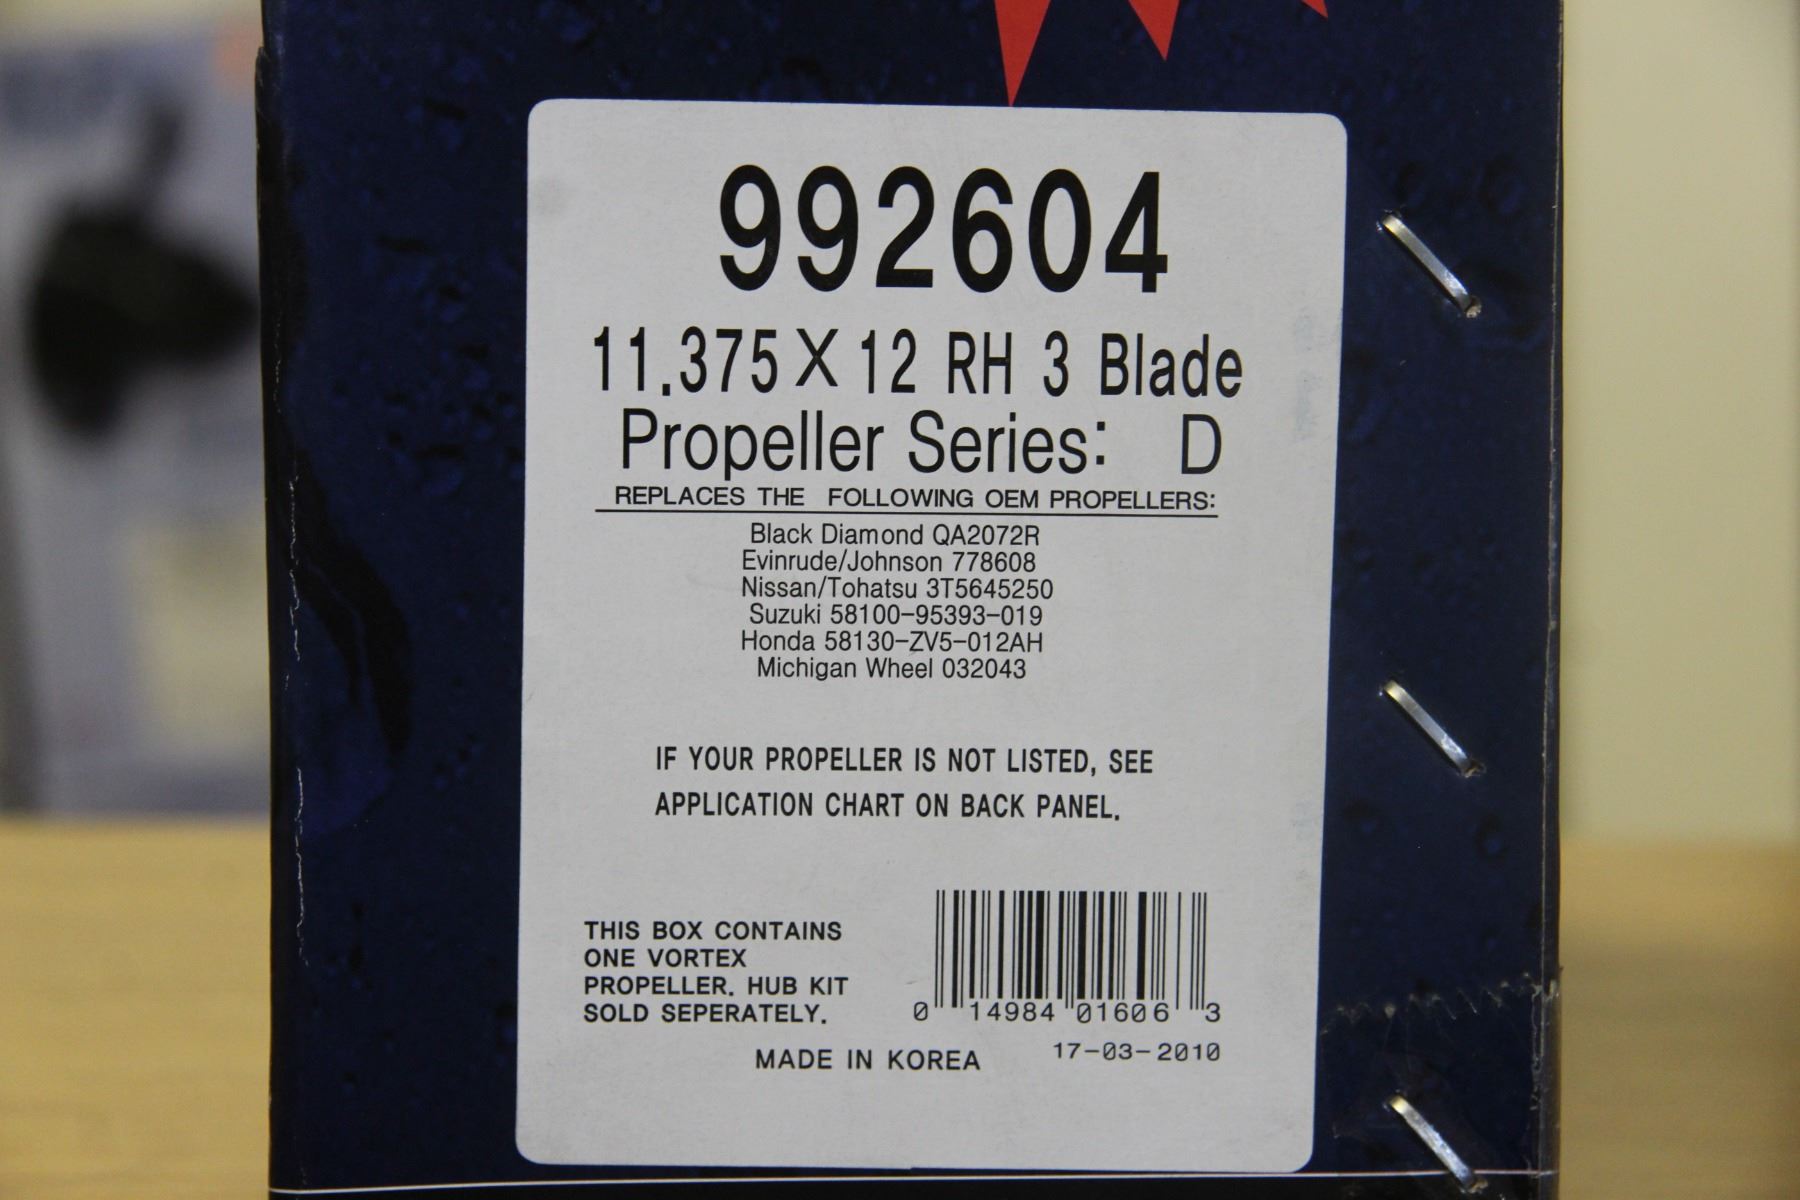 992604
11.375 X 12 RH 3 Blade
Propeller Series: D
REPLACES THE FOLLOWING OEM PROPELLERS:
Black Diamond QA2072R
Evinrude/Johnson 778608
Nissan/Tohatsu 3T5645250
Suzuki 58100-95393-019
Honda 58130-ZV5-012AH
Michigan Wheel 032043
IF YOUR PROPELLER IS NOT LISTED, SEE
APPLICATION CHART ON BACK PANEL.
THIS BOX CONTAINS
ONE VORTEX
PROPELLER. HUB KIT
SOLD SEPERATELY.
0 14984 01606 3
MADE IN KOREA
17-03-2010